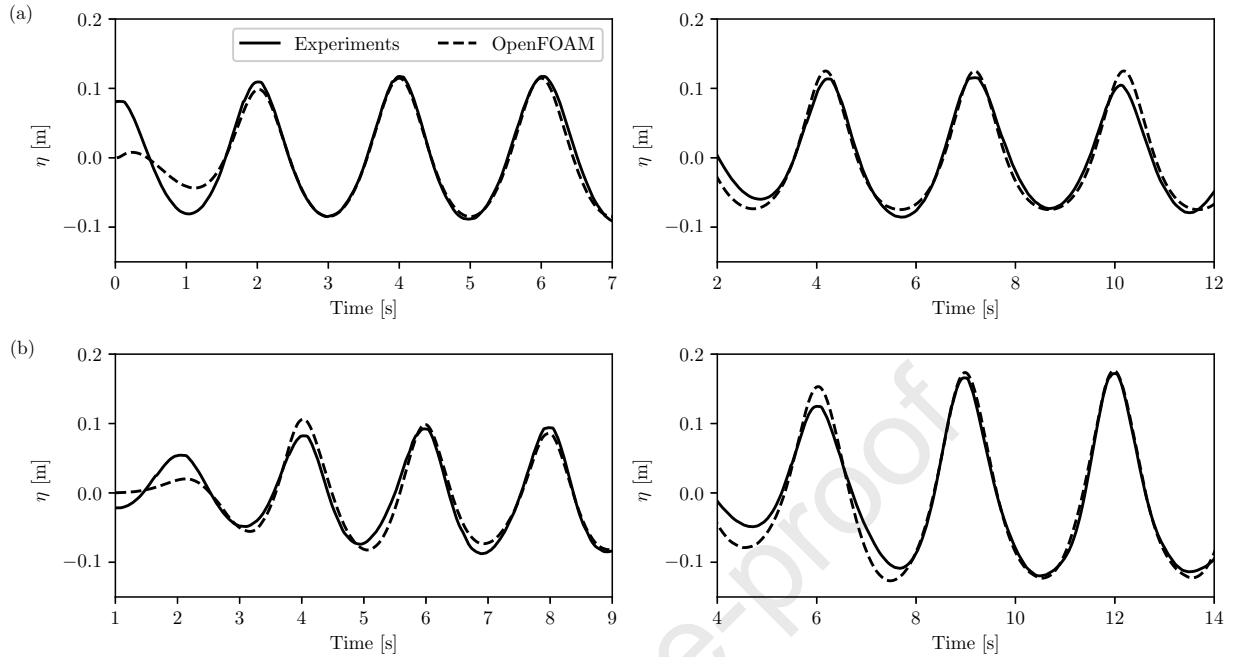 (a)
0.2
0.1
0.0
−0.1
η [m]
Experiments
OpenFOAM
0 1 2 3 4 5 6 7
Time [s]
0.2
0.1
0.0
−0.1
η [m]
2 4 6 8 10 12
Time [s]
(b)
0.2
0.1
0.0
−0.1
η [m]
1 2 3 4 5 6 7 8 9
Time [s]
0.2
0.1
0.0
−0.1
η [m]
4 6 8 10 12 14
Time [s]
e-proof